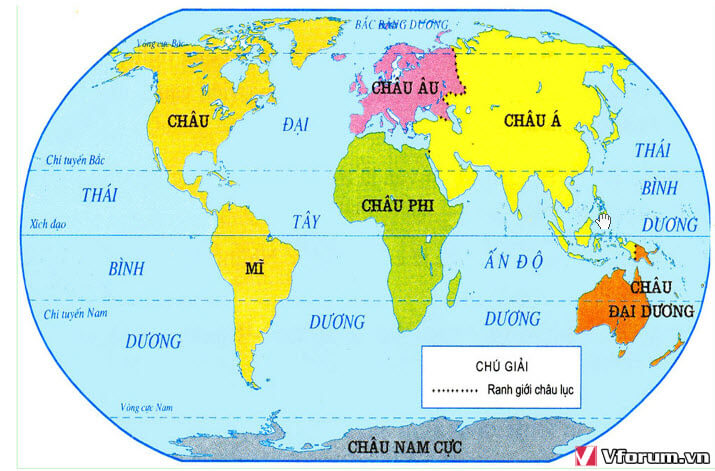 BẮC BĂNG DƯƠNG
Vòng cực Bắc
CHÂU ÂU
CHÂU
ĐẠI
CHÂU Á
THÁI
Chí tuyến Bắc
BÌNH
THÁI
CHÂU PHI
TÂY
DƯƠNG
Xích đạo
BÌNH
MĨ
ẤN ĐỘ
CHÂU
ĐẠI DƯƠNG
Chí tuyến Nam
DƯƠNG
DƯƠNG
DƯƠNG
CHÚ GIẢI
Ranh giới châu lục
Vòng cực Nam
CHÂU NAM CỰC
Vforum.vn